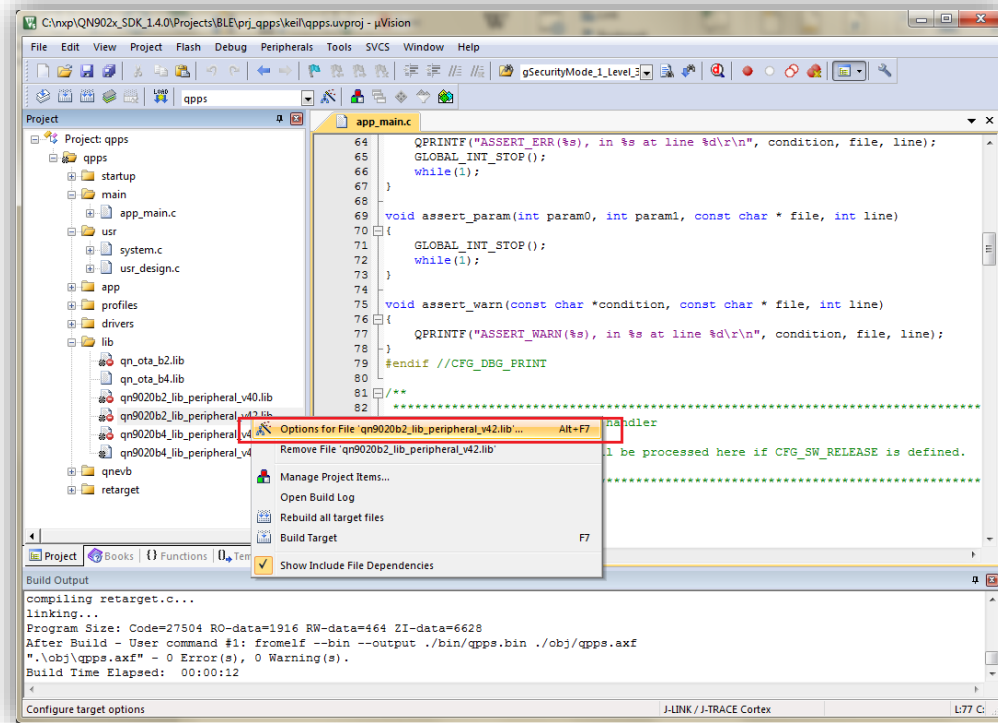 C:\nxp\QN902x_SDK_1.4.0\Projects\BLE\prj_qpps\keil\qpps.uvproj - µVision
File Edit View Project Flash Debug Peripherals Tools SVCS Window Help
gSecurityMode_1_Level_3
LOAD qpps
Project
app_main.c
Project: qpps
qpps
startup
main
app_main.c
usr
system.c
usr_design.c
app
profiles
drivers
lib
qn_ota_b2.lib
qn_ota_b4.lib
qn9020b2_lib_peripheral_v40.lib
qn9020b2_lib_peripheral_v42.lib
qn9020b4_lib_peripheral_v4
qn9020b4_lib_peripheral_v4
qnevb
retarget
64 QPRINTF("ASSERT_ERR(%s), in %s at line %d\r\n", condition, file, line);
65 GLOBAL_INT_STOP();
66 while(1);
67 }
68
69 void assert_param(int param0, int param1, const char * file, int line)
70 {
71 GLOBAL_INT_STOP();
72 while(1);
73 }
74
75 void assert_warn(const char *condition, const char * file, int line)
76 {
77 QPRINTF("ASSERT_WARN(%s), in %s at line %d\r\n", condition, file, line);
78 }
79 #endif //CFG_DBG_PRINT
80
81 /**
82 ****************************************************************************************
handler
l be processed here if CFG_SW_RELEASE is defined.
****************************************************
Options for File 'qn9020b2_lib_peripheral_v42.lib'... Alt+F7
Remove File 'qn9020b2_lib_peripheral_v42.lib'
Manage Project Items...
Open Build Log
Rebuild all target files
Build Target F7
Show Include File Dependencies
Project Books {} Functions 0 Tem
Build Output
compiling retarget.c...
linking...
Program Size: Code=27504 RO-data=1916 RW-data=464 ZI-data=6628
After Build - User command #1: fromelf --bin --output ./bin/qpps.bin ./obj/qpps.axf
".\obj\qpps.axf" - 0 Error(s), 0 Warning(s).
Build Time Elapsed: 00:00:12
Configure target options J-LINK / J-TRACE Cortex L:77 C: